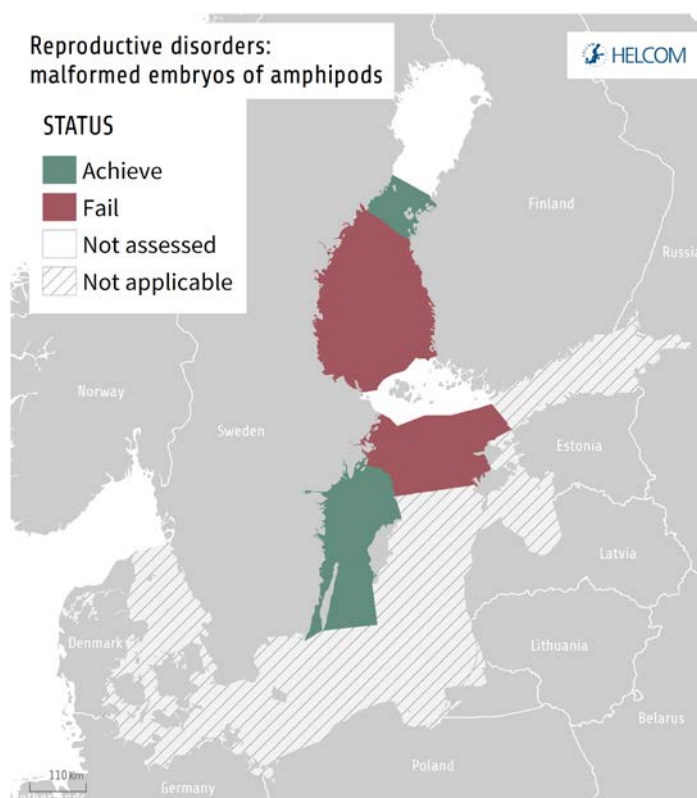 Reproductive disorders:
malformed embryos of amphipods
HELCOM
STATUS
Achieve
Fail
Not assessed
Not applicable
Finland
Russia
Norway
Sweden
Estonia
Latvia
Denmark
Lithuania
Belarus
110 Km
Poland
Germany